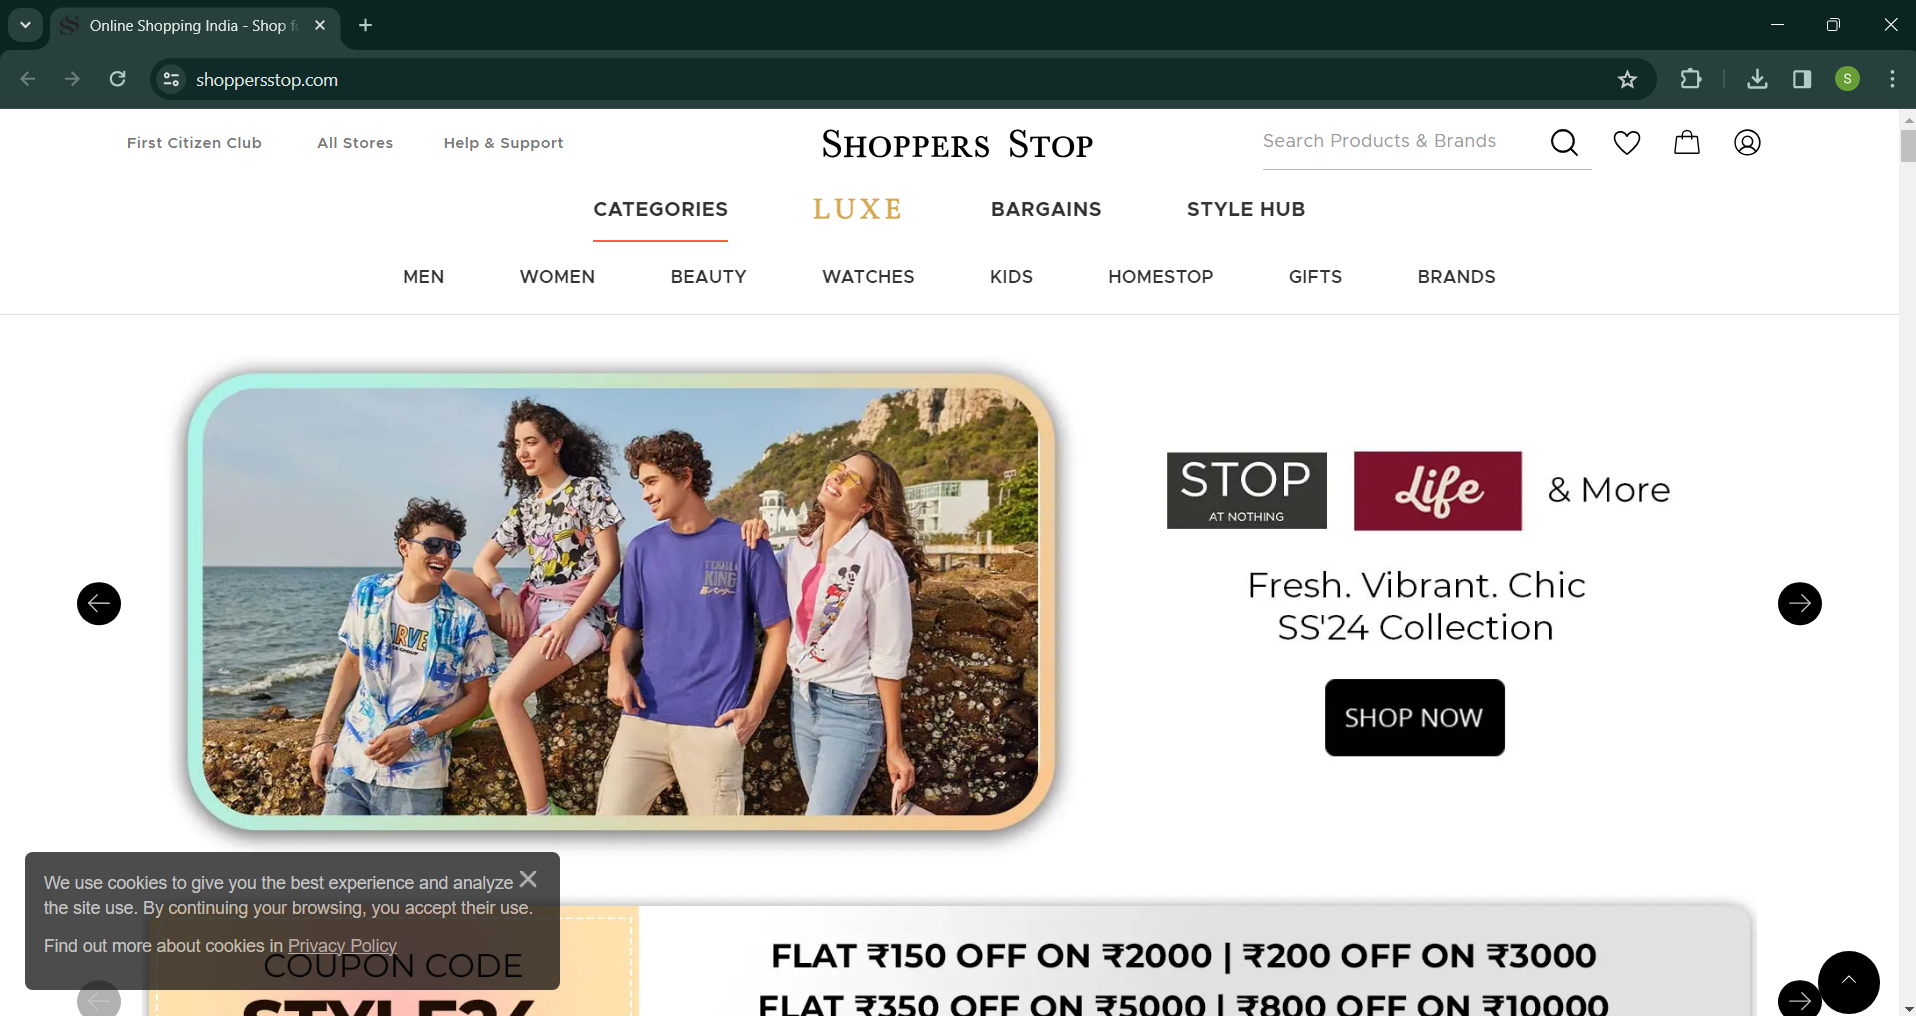 Online Shopping India - Shop f
shoppersstop.com
S
First Citizen Club
All Stores
Help & Support
SHOPPERS STOP
Search Products & Brands
CATEGORIES
LUXE
BARGAINS
STYLE HUB
MEN
WOMEN
BEAUTY
WATCHES
KIDS
HOMESTOP
GIFTS
BRANDS
T'CHALLA
KING
STOP
AT NOTHING
Life
& More
Fresh. Vibrant. Chic
SS'24 Collection
SHOP NOW
We use cookies to give you the best experience and analyze
the site use. By continuing your browsing, you accept their use.
Find out more about cookies in Privacy Policy
COUPON CODE
FLAT ₹150 OFF ON ₹2000 | ₹200 OFF ON ₹3000
FLAT ₹350 OFF ON ₹5000 | ₹800 OFF ON ₹10000